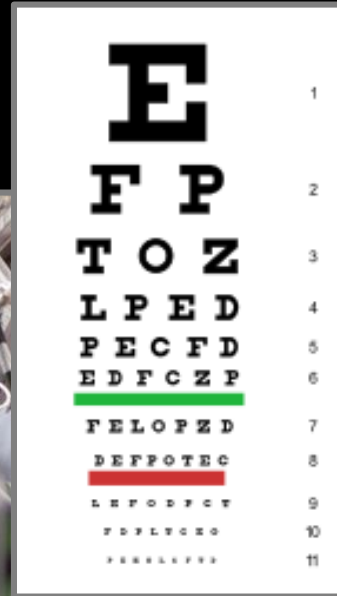 E 1
F P 2
T O Z 3
L P E D 4
P E C F D 5
E D F C Z P 6
F E L O P Z D 7
D E F P O T E C 8
9
10
11